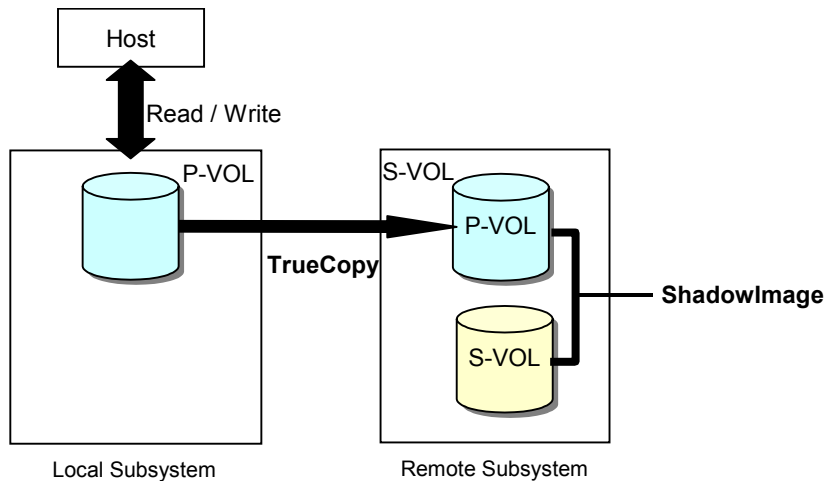 Host
Read / Write
P-VOL
S-VOL
P-VOL
TrueCopy
ShadowImage
S-VOL
Local Subsystem
Remote Subsystem